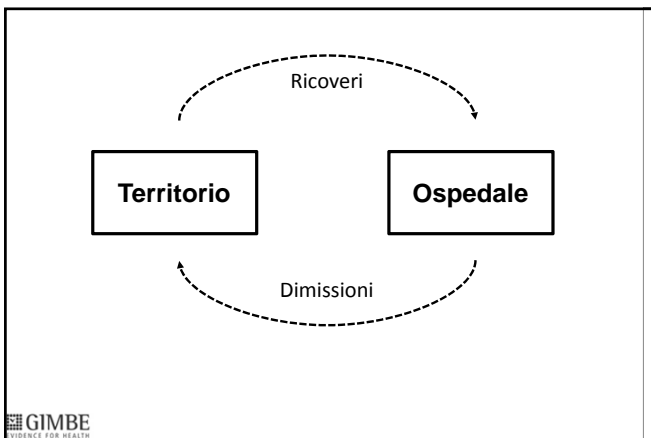 Ricoveri
Territorio
Ospedale
Dimissioni
GIMBE
EVIDENCE FOR HEALTH